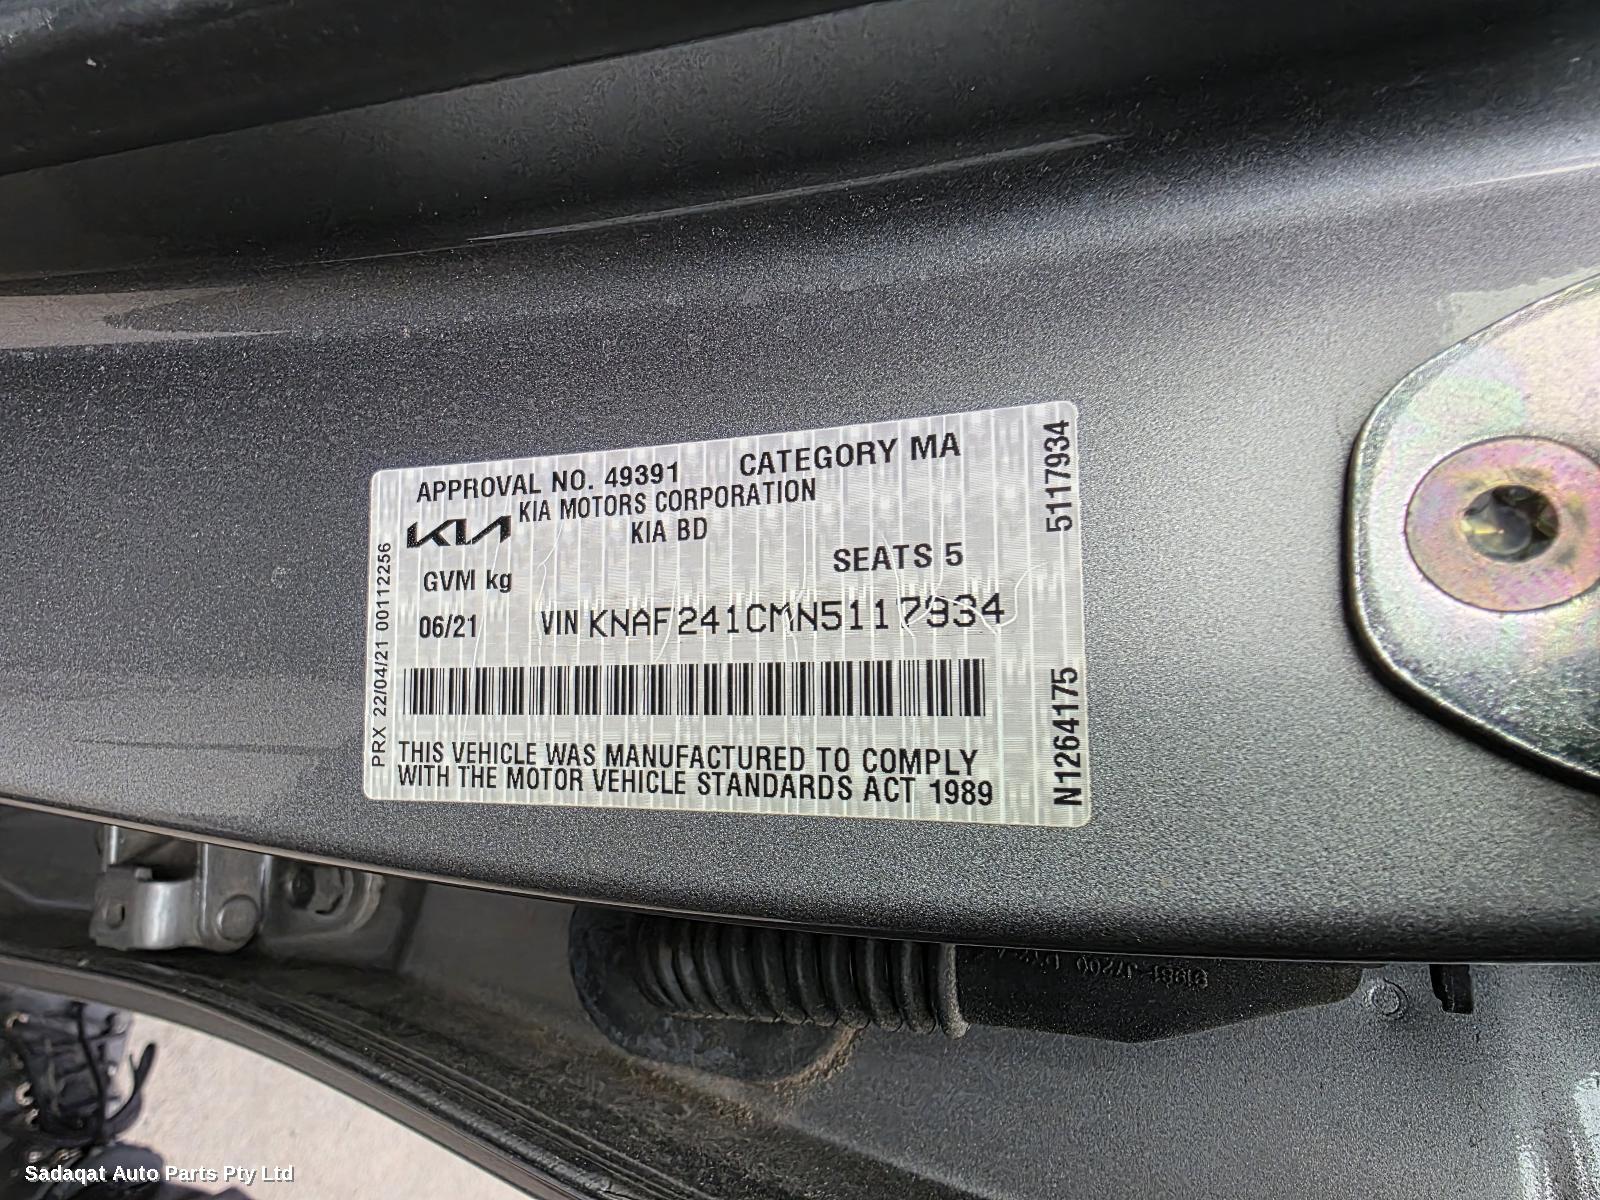 APPROVAL NO. 49391 CATEGORY MA
KIA KIA MOTORS CORPORATION
KIA BD
GVM kg SEATS 5
06/21 VIN KNAF241CMN5117934
THIS VEHICLE WAS MANUFACTURED TO COMPLY
WITH THE MOTOR VEHICLE STANDARDS ACT 1989
PRX 22/04/21 00112256
5117934
N1264175
Sadaqat Auto Parts Pty Ltd